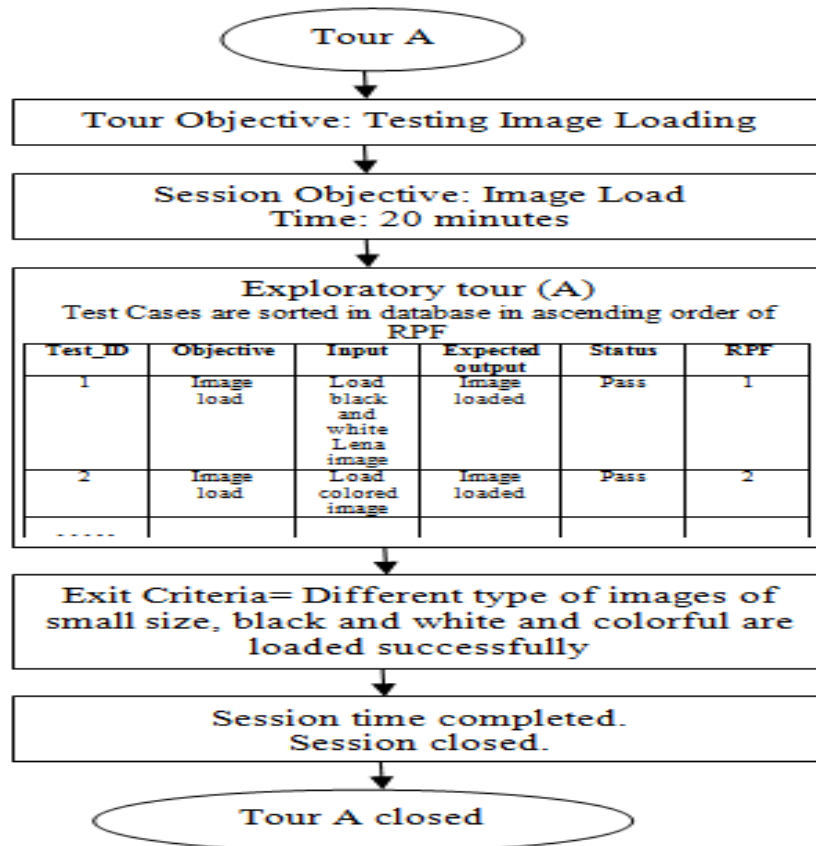 Tour A
Tour Objective: Testing Image Loading
Session Objective: Image Load
Time: 20 minutes
Exploratory tour (A)
Test Cases are sorted in database in ascending order of
RPF
Test_ID Objective Input Expected output Status RPF
1 Image load Load black and white Lena image Image loaded Pass 1
2 Image load Load colored image Image loaded Pass 2
-----
Exit Criteria= Different type of images of
small size, black and white and colorful are
loaded successfully
Session time completed.
Session closed.
Tour A closed